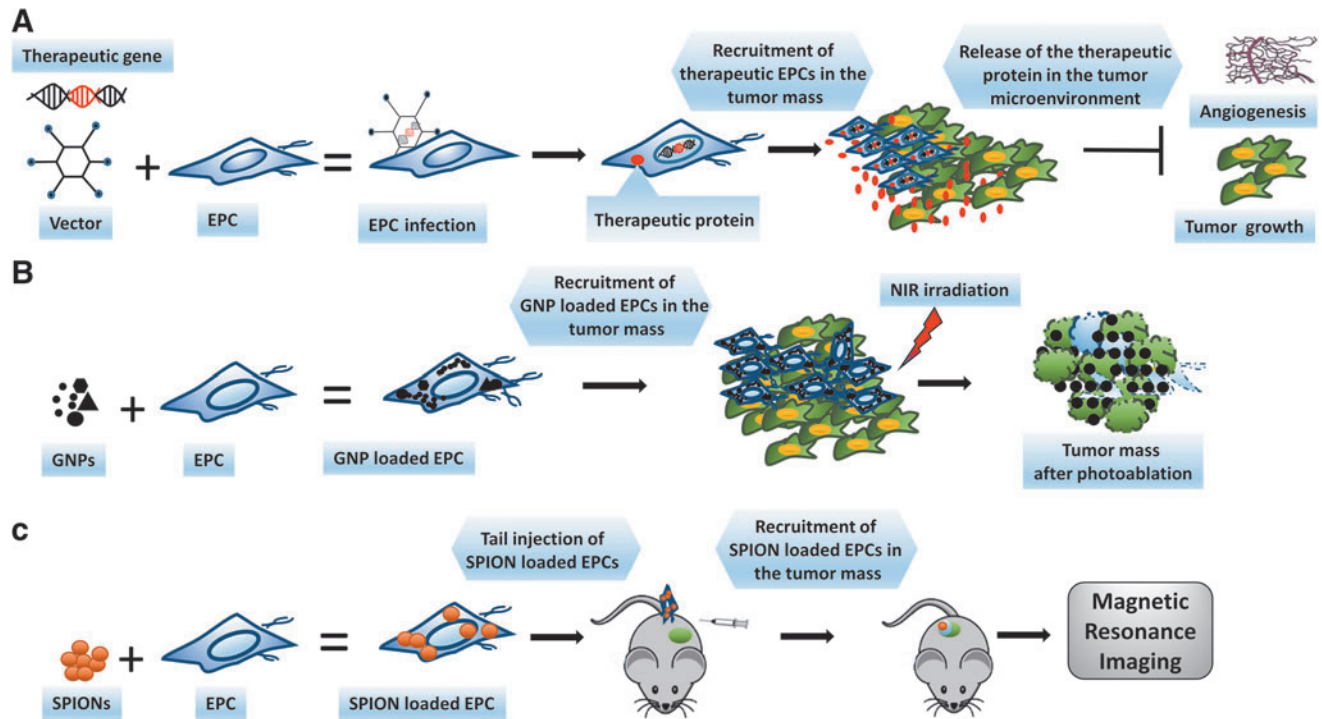 A
Therapeutic gene
Vector
EPC
EPC infection
Therapeutic protein
Recruitment of
therapeutic EPCs in the
tumor mass
Release of the therapeutic
protein in the tumor
microenvironment
Angiogenesis
Tumor growth
B
GNPs
EPC
GNP loaded EPC
Recruitment of
GNP loaded EPCs in the
tumor mass
NIR irradiation
Tumor mass
after photoablation
c
SPIONs
EPC
SPION loaded EPC
Tail injection of
SPION loaded EPCs
Recruitment of
SPION loaded EPCs in
the tumor mass
Magnetic
Resonance
Imaging